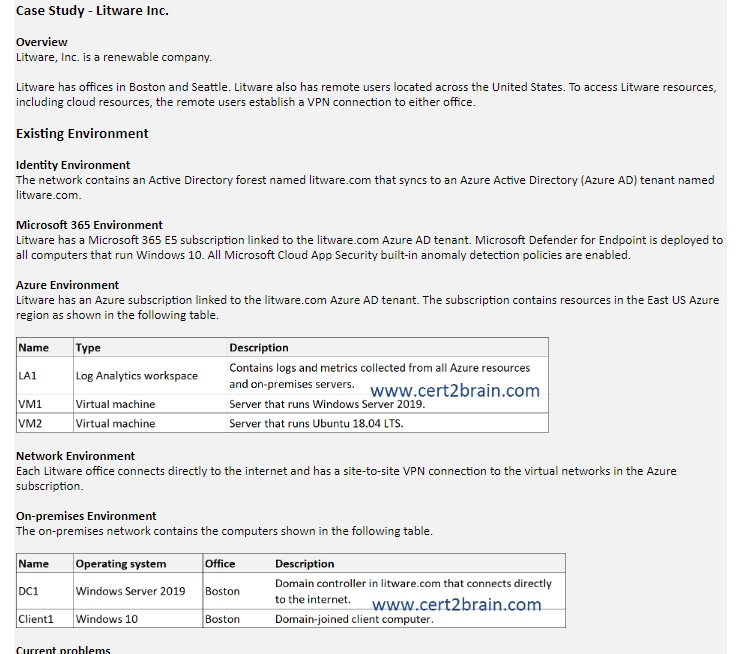 Case Study - Litware Inc.
Overview
Litware, Inc. is a renewable company.
Litware has offices in Boston and Seattle. Litware also has remote users located across the United States. To access Litware resources,
including cloud resources, the remote users establish a VPN connection to either office.
Existing Environment
Identity Environment
The network contains an Active Directory forest named litware.com that syncs to an Azure Active Directory (Azure AD) tenant named
litware.com.
Microsoft 365 Environment
Litware has a Microsoft 365 E5 subscription linked to the litware.com Azure AD tenant. Microsoft Defender for Endpoint is deployed to
all computers that run Windows 10. All Microsoft Cloud App Security built-in anomaly detection policies are enabled.
Azure Environment
Litware has an Azure subscription linked to the litware.com Azure AD tenant. The subscription contains resources in the East US Azure
region as shown in the following table.
Name Type Description
LA1 Log Analytics workspace Contains logs and metrics collected from all Azure resources
and on-premises servers.
www.cert2brain.com
VM1 Virtual machine Server that runs Windows Server 2019.
VM2 Virtual machine Server that runs Ubuntu 18.04 LTS.
Network Environment
Each Litware office connects directly to the internet and has a site-to-site VPN connection to the virtual networks in the Azure
subscription.
On-premises Environment
The on-premises network contains the computers shown in the following table.
Name Operating system Office Description
DC1 Windows Server 2019 Boston Domain controller in litware.com that connects directly
to the internet.
www.cert2brain.com
Client1 Windows 10 Boston Domain-joined client computer.
Current problems